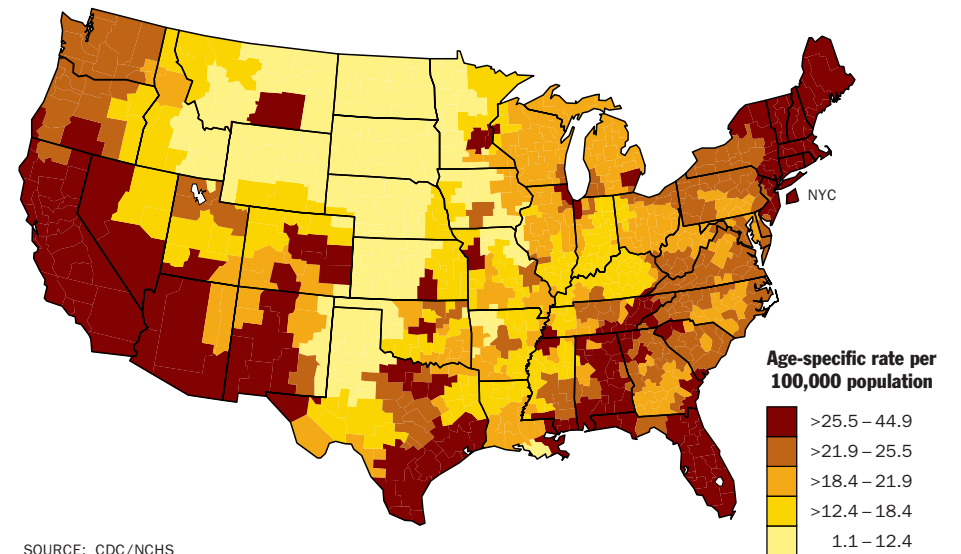 NYC
Age-specific rate per
100,000 population
>25.5 – 44.9
>21.9 – 25.5
>18.4 – 21.9
>12.4 – 18.4
1.1 – 12.4
SOURCE: CDC/NCHS